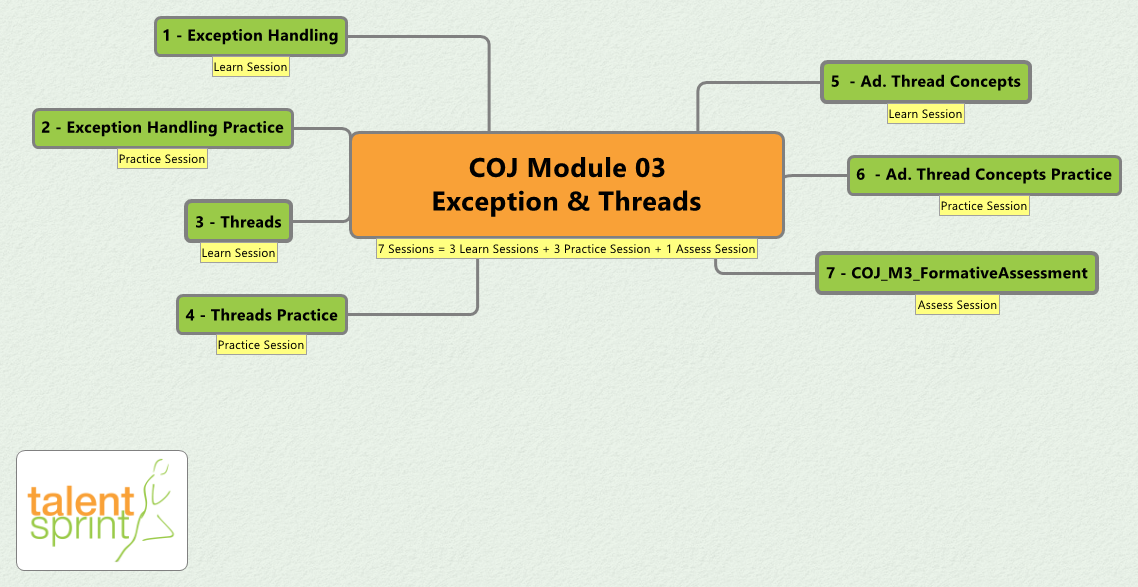 1 - Exception Handling
Learn Session
2 - Exception Handling Practice
Practice Session
3 - Threads
Learn Session
4 - Threads Practice
Practice Session
COJ Module 03
Exception & Threads
7 Sessions = 3 Learn Sessions + 3 Practice Session + 1 Assess Session
5  - Ad. Thread Concepts
Learn Session
6  - Ad. Thread Concepts Practice
Practice Session
7 - COJ_M3_FormativeAssessment
Assess Session
talent
sprint